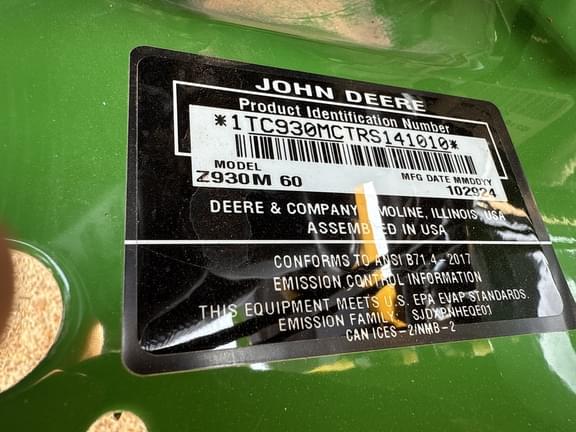 JOHN DEERE
Product Identification Number
*1TC930MCTRS141010*
MODEL MFG DATE MMDDYY
Z930M 60 102924
DEERE & COMPANY MOLINE, ILLINOIS, USA
ASSEMBLED IN USA
CONFORMS TO ANSI B71.4 - 2017
EMISSION CONTROL INFORMATION
THIS EQUIPMENT MEETS U.S. EPA EVAP STANDARDS.
EMISSION FAMILY:
CAN ICES-2/NMB-2